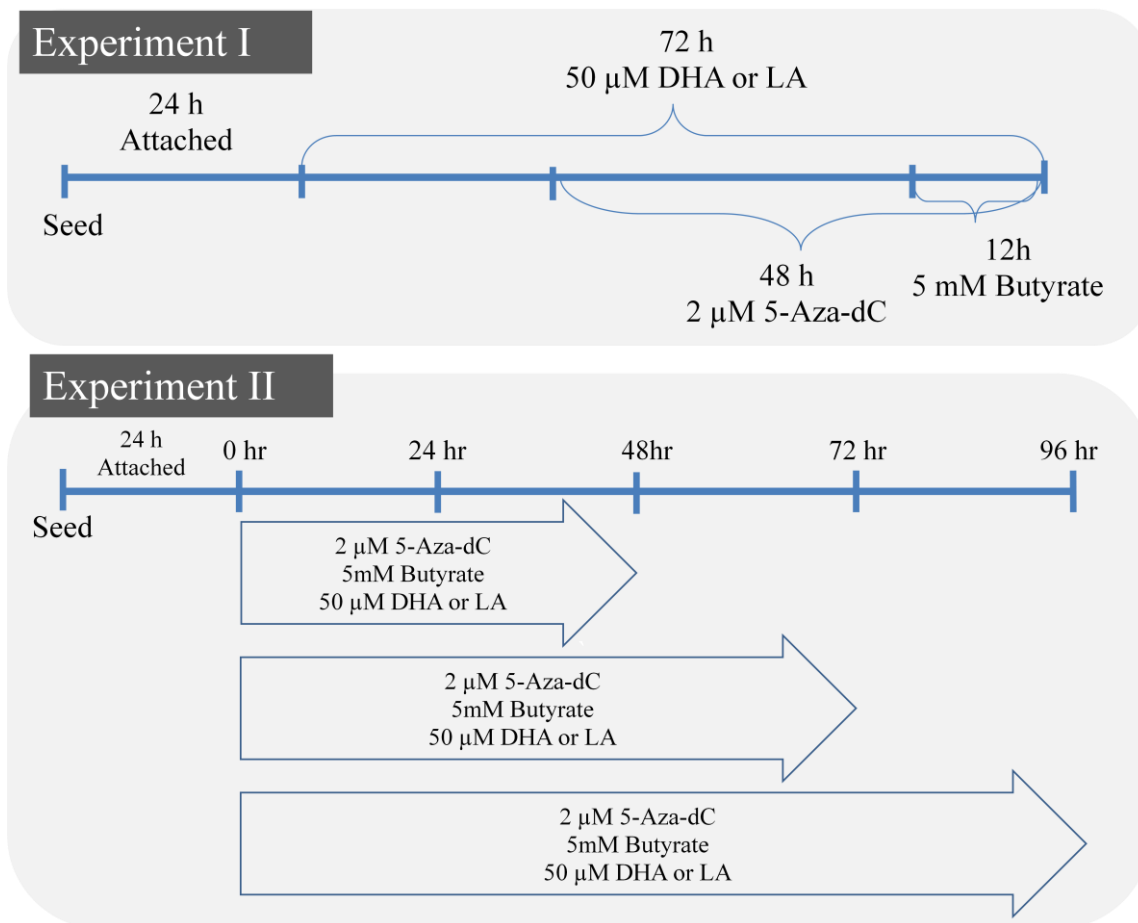 Experiment I
72 h
50 µM DHA or LA
24 h
Attached
Seed
12h
5 mM Butyrate
48 h
2 µM 5-Aza-dC
Experiment II
24 h
Attached
0 hr
24 hr
48hr
72 hr
96 hr
Seed
2 µM 5-Aza-dC
5mM Butyrate
50 µM DHA or LA
2 µM 5-Aza-dC
5mM Butyrate
50 µM DHA or LA
2 µM 5-Aza-dC
5mM Butyrate
50 µM DHA or LA